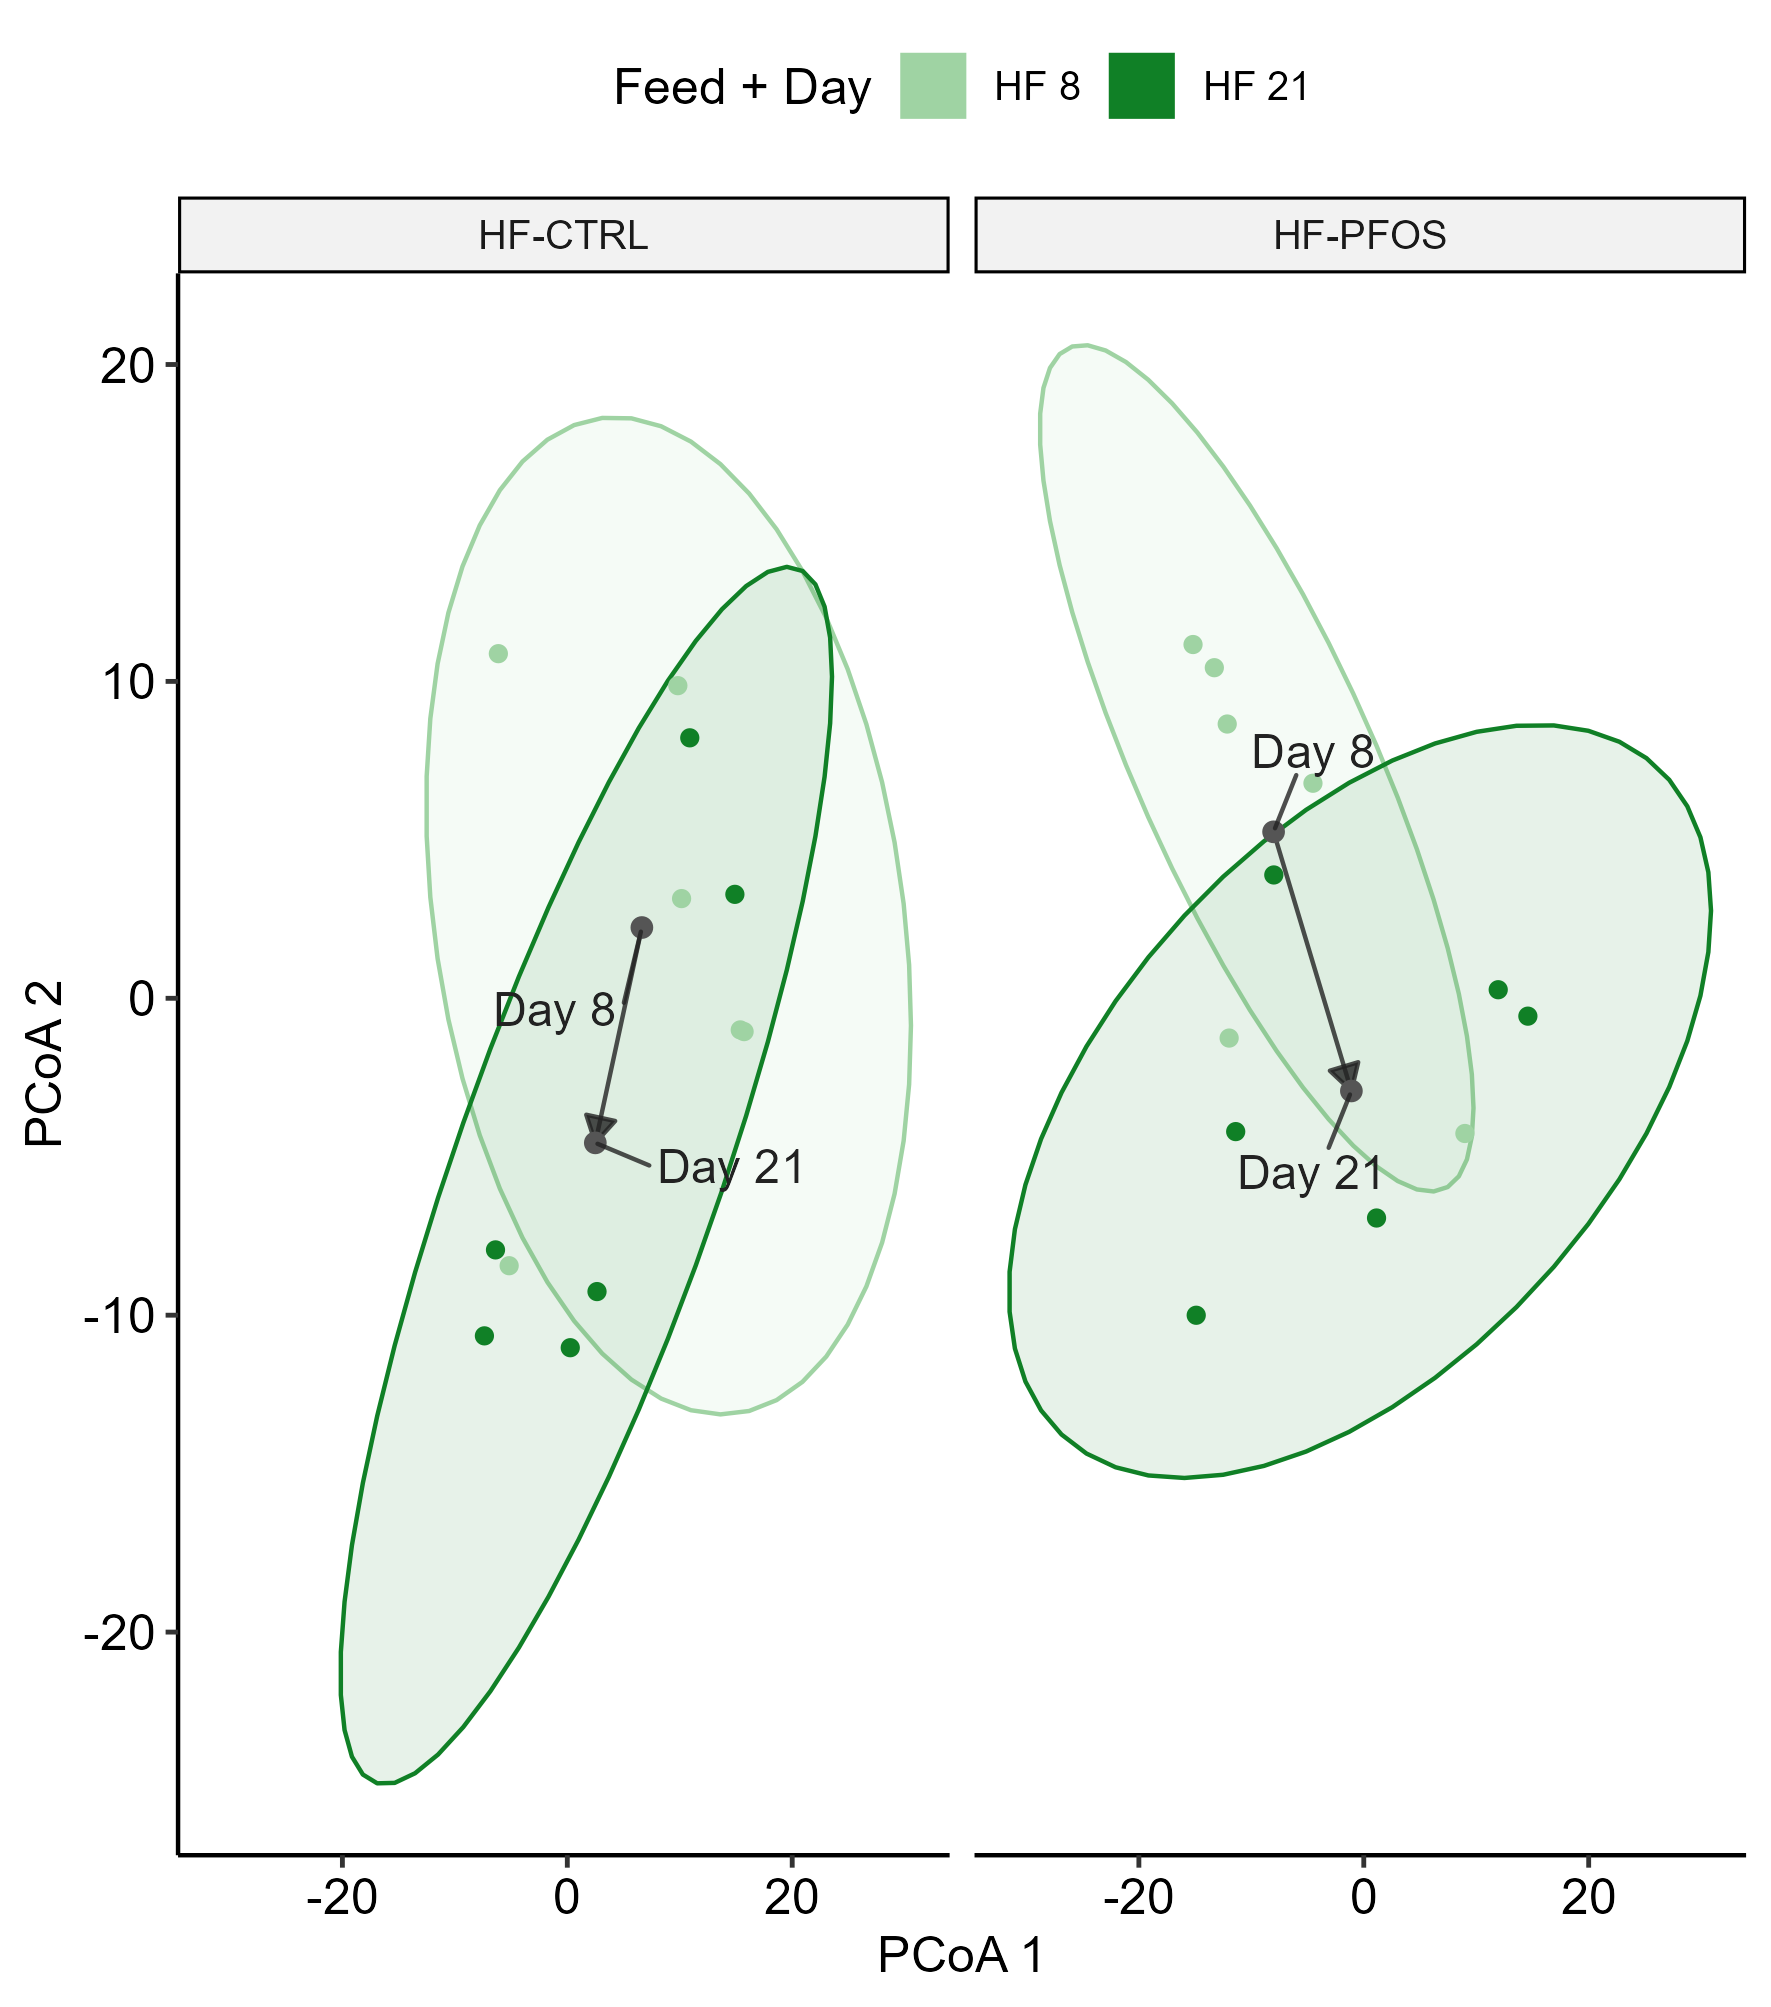 Feed + Day HF 8 HF 21
HF-CTRL HF-PFOS
20
10
0
-10
-20
PCoA 2
Day 8
Day 21
Day 8
Day 21
-20 0 20 -20 0 20
PCoA 1